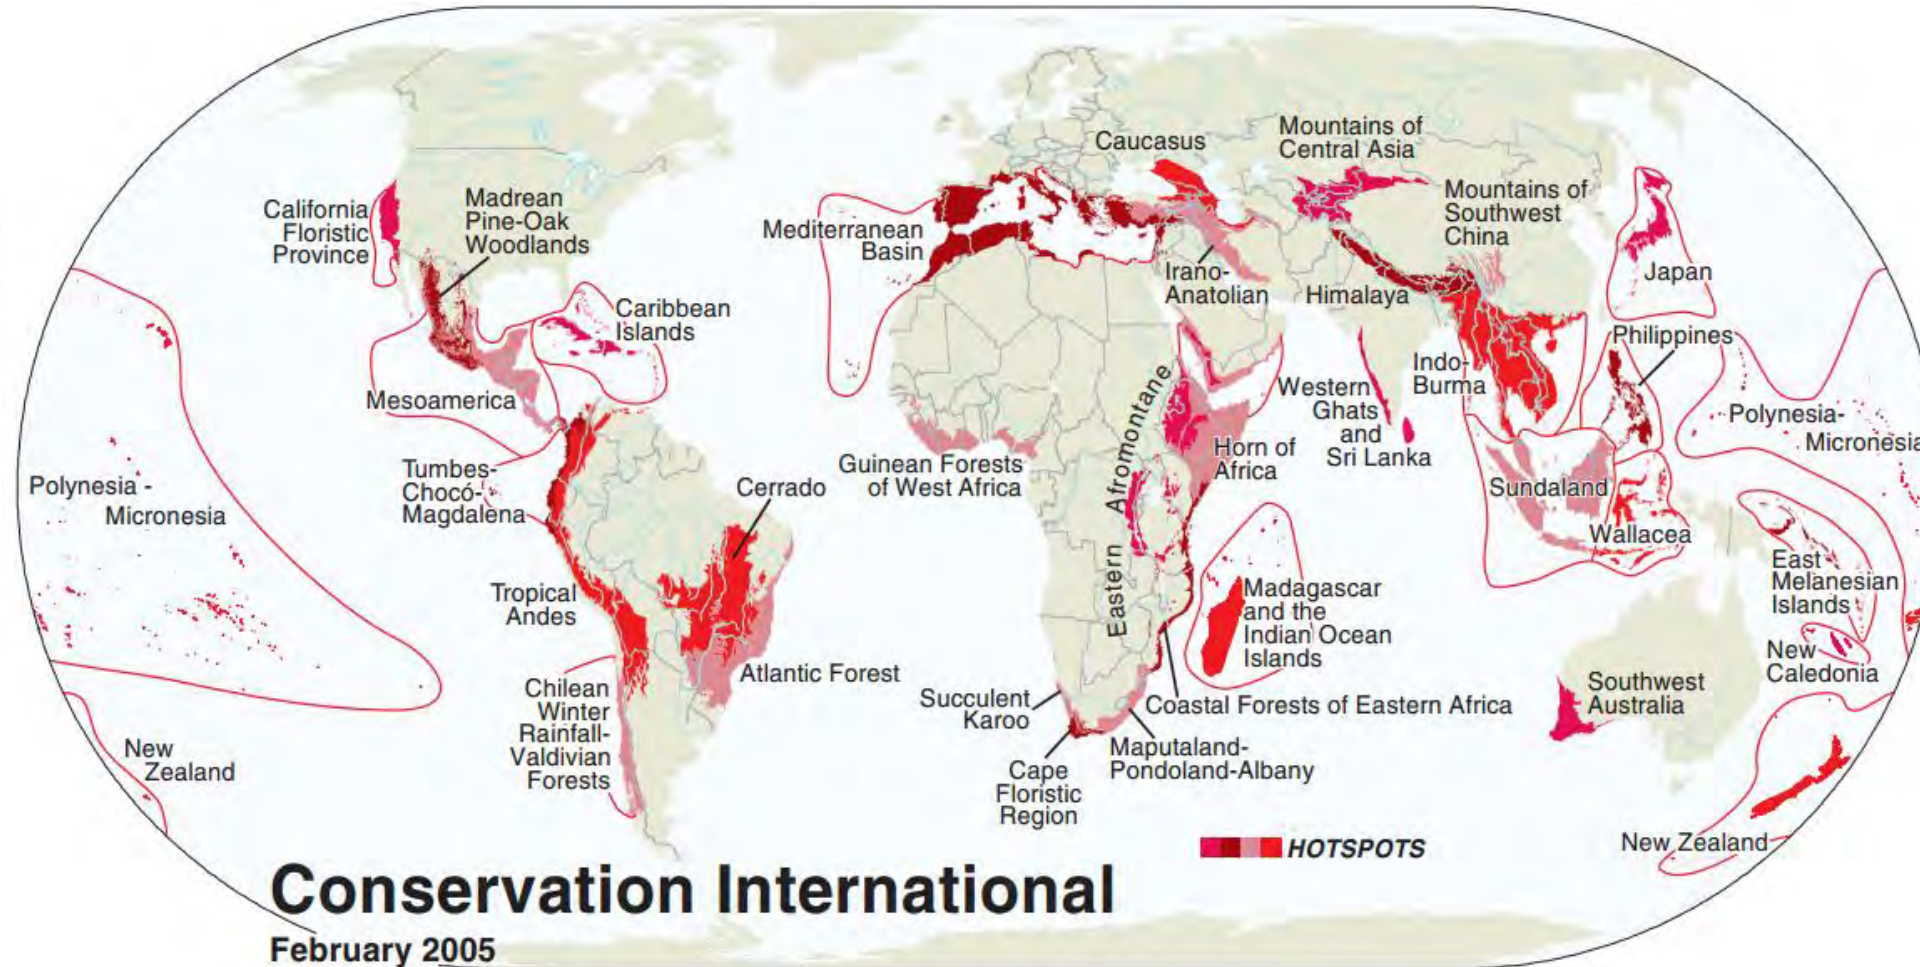 Caucasus
Mountains of
Central Asia
California
Floristic
Province
Madrean
Pine-Oak
Woodlands
Mediterranean
Basin
Mountains of
Southwest
China
Irano-
Anatolian
Himalaya
Japan
Caribbean
Islands
Philippines
Mesoamerica
Indo-
Burma
Western
Ghats
and
Sri Lanka
Polynesia-
Micronesia
Polynesia -
Micronesia
Tumbes-
Chocó-
Magdalena
Cerrado
Guinean Forests
of West Africa
Eastern Afromontane
Horn of
Africa
Sundaland
Wallacea
East
Melanesian
Islands
Tropical
Andes
Madagascar
and the
Indian Ocean
Islands
New
Caledonia
Atlantic Forest
Chilean
Winter
Rainfall-
Valdivian
Forests
Succulent
Karoo
Coastal Forests of Eastern Africa
Southwest
Australia
New
Zealand
Maputaland-
Pondoland-Albany
Cape
Floristic
Region
HOTSPOTS
New Zealand
Conservation International
February 2005